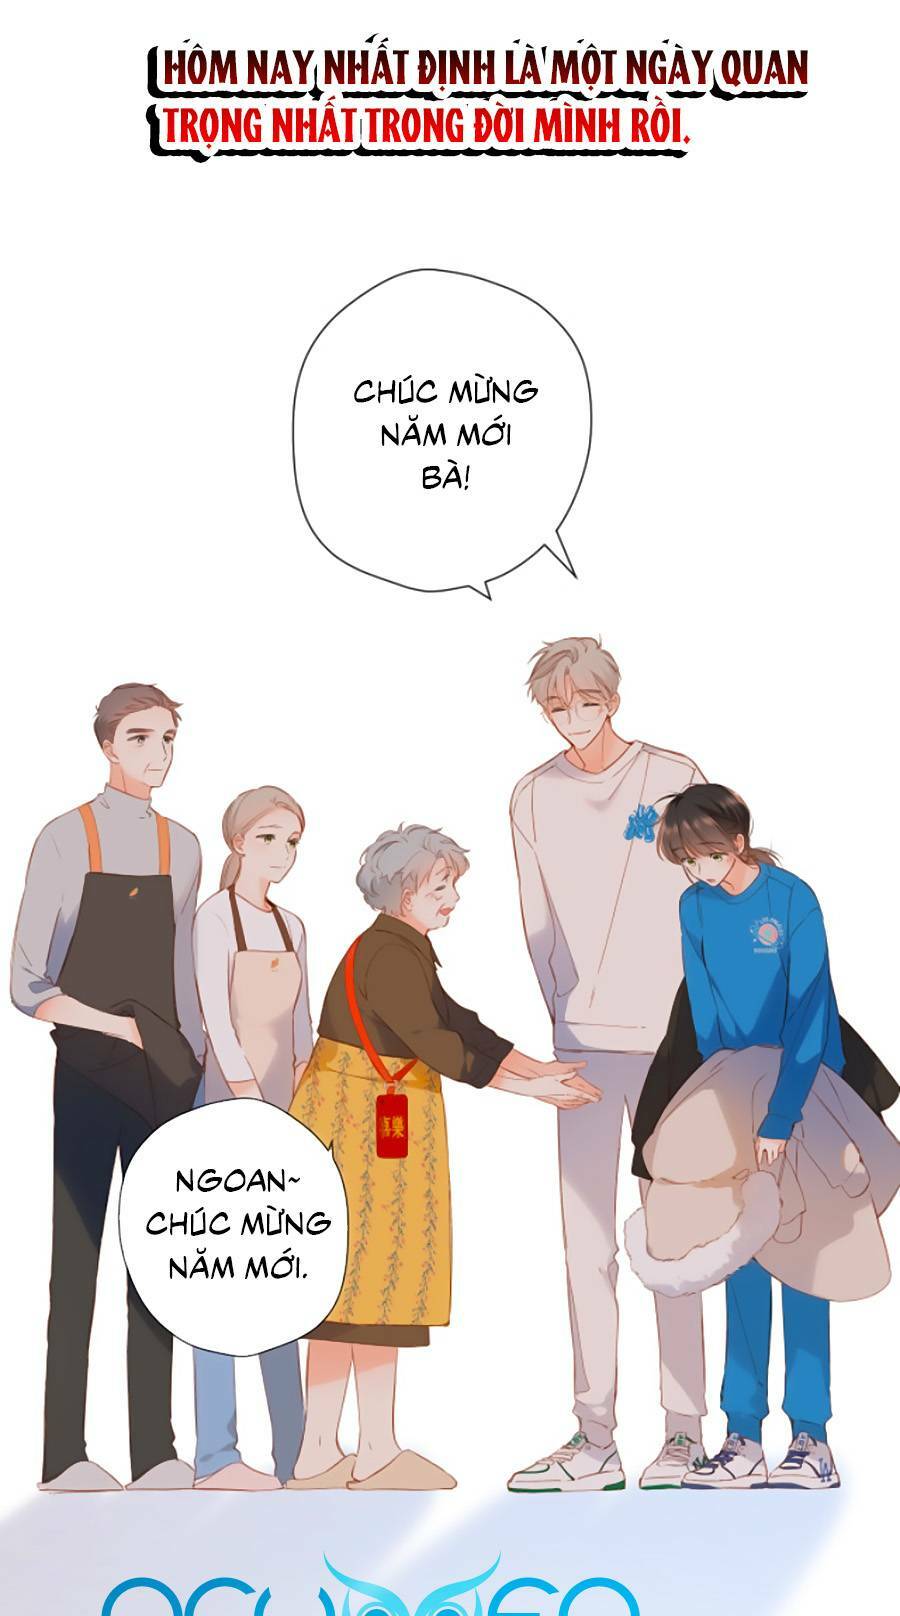 HÔM NAY NHẤT ĐỊNH LÀ MỘT NGÀY QUAN
TRỌNG NHẤT TRONG ĐỜI MÌNH RỒI.
CHÚC MỪNG
NĂM MỚI
BÀ!
NGOAN~
CHÚC MỪNG
NĂM MỚI.